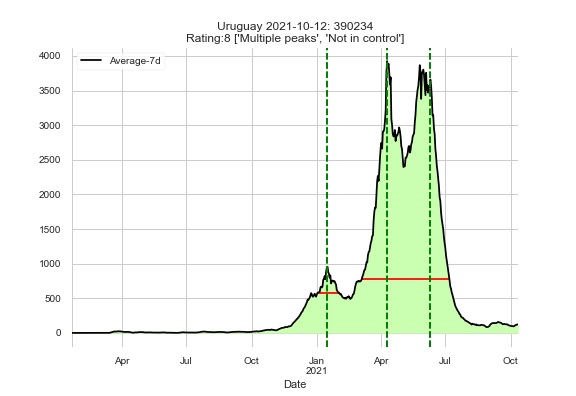 Uruguay 2021-10-12: 390234
Rating:8 ['Multiple peaks', 'Not in control']
Average-7d
4000
3500
3000
2500
2000
1500
1000
500
0
Apr Jul Oct Jan Apr Jul Oct
2021
Date